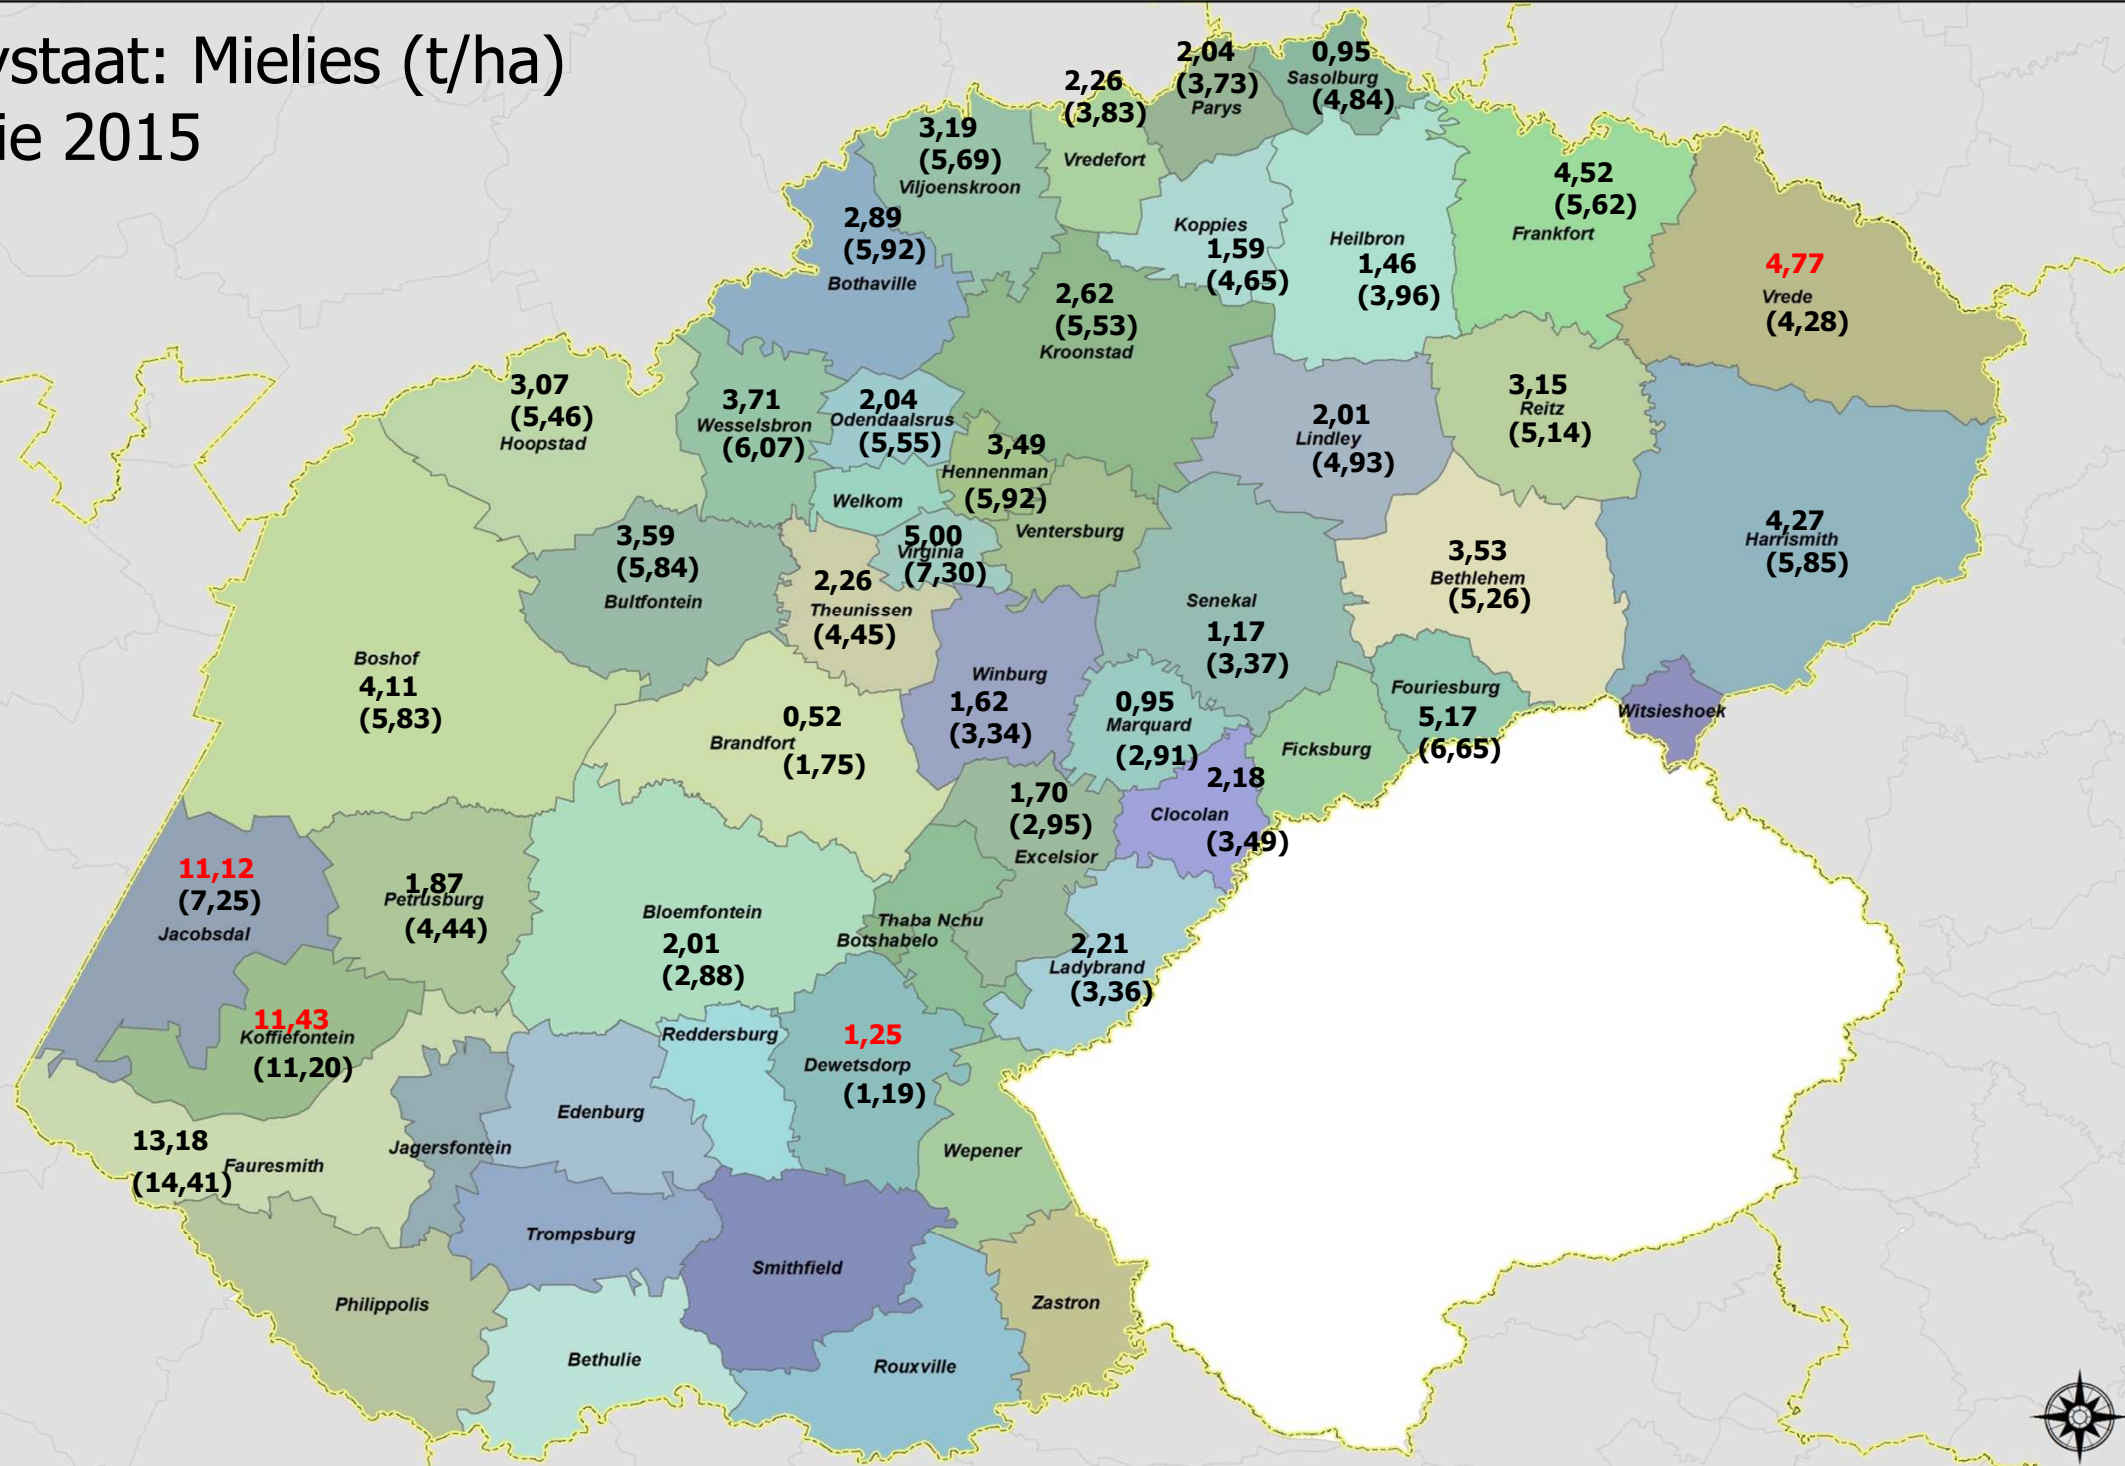 ystaat: Mielies (t/ha)
ie 2015
2,04
(3,73)
Parys
0,95
Sasolburg
(4,84)
2,26
(3,83)
Vredefort
3,19
(5,69)
Viljoenskroon
4,52
(5,62)
Frankfort
2,89
(5,92)
Bothaville
Koppies
1,59
(4,65)
Heilbron
1,46
(3,96)
4,77
Vrede
(4,28)
2,62
(5,53)
Kroonstad
3,07
(5,46)
Hoopstad
3,71
Wesselsbron
(6,07)
2,04
Odendaalsrus
(5,55)
3,49
Hennenman
(5,92)
2,01
Lindley
(4,93)
3,15
Reitz
(5,14)
Welkom
Ventersburg
3,59
(5,84)
Bultfontein
5,00
Virginia
(7,30)
2,26
Theunissen
(4,45)
3,53
Bethlehem
(5,26)
4,27
Harrismith
(5,85)
Senekal
1,17
(3,37)
Boshof
4,11
(5,83)
Winburg
1,62
(3,34)
0,95
Marquard
(2,91)
Fouriesburg
5,17
(6,65)
Witsieshoek
0,52
Brandfort
(1,75)
Ficksburg
2,18
Clocolan
(3,49)
1,70
(2,95)
Excelsior
11,12
(7,25)
Jacobsdal
1,87
Petrusburg
(4,44)
Bloemfontein
2,01
(2,88)
Thaba Nchu
Botshabelo
2,21
Ladybrand
(3,36)
11,43
Koffiefontein
(11,20)
Reddersburg
1,25
Dewetsdorp
(1,19)
Edenburg
13,18
Fauresmith
(14,41)
Jagersfontein
Wepener
Trompsburg
Smithfield
Philippolis
Zastron
Bethulie
Rouxville